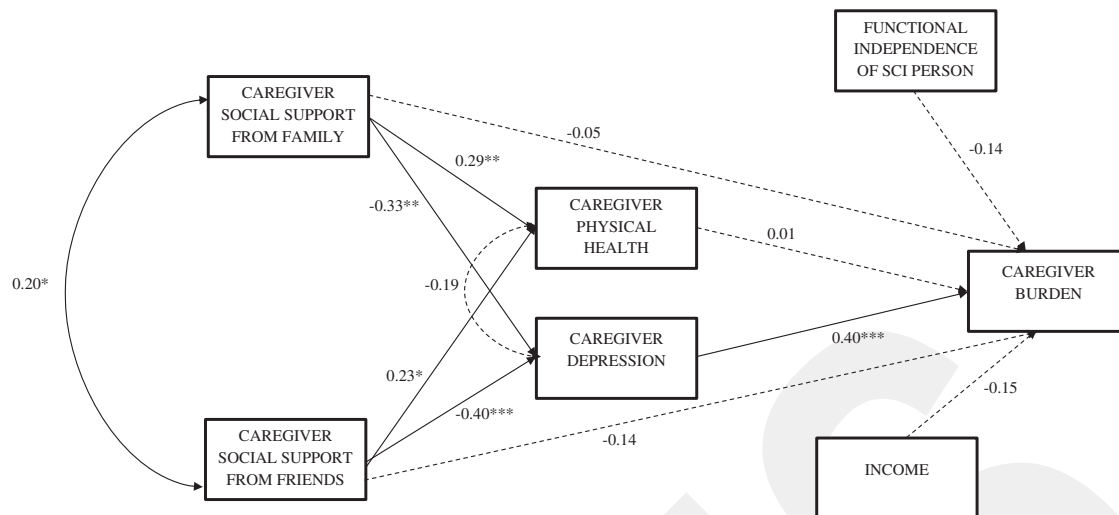 FUNCTIONAL
INDEPENDENCE
OF SCI PERSON
CAREGIVER
SOCIAL SUPPORT
FROM FAMILY
-0.05
-0.14
0.29**
-0.33**
CAREGIVER
PHYSICAL
HEALTH
0.01
0.20*
-0.19
CAREGIVER
BURDEN
CAREGIVER
DEPRESSION
0.40***
0.23*
-0.40***
-0.14
-0.15
CAREGIVER
SOCIAL SUPPORT
FROM FRIENDS
INCOME